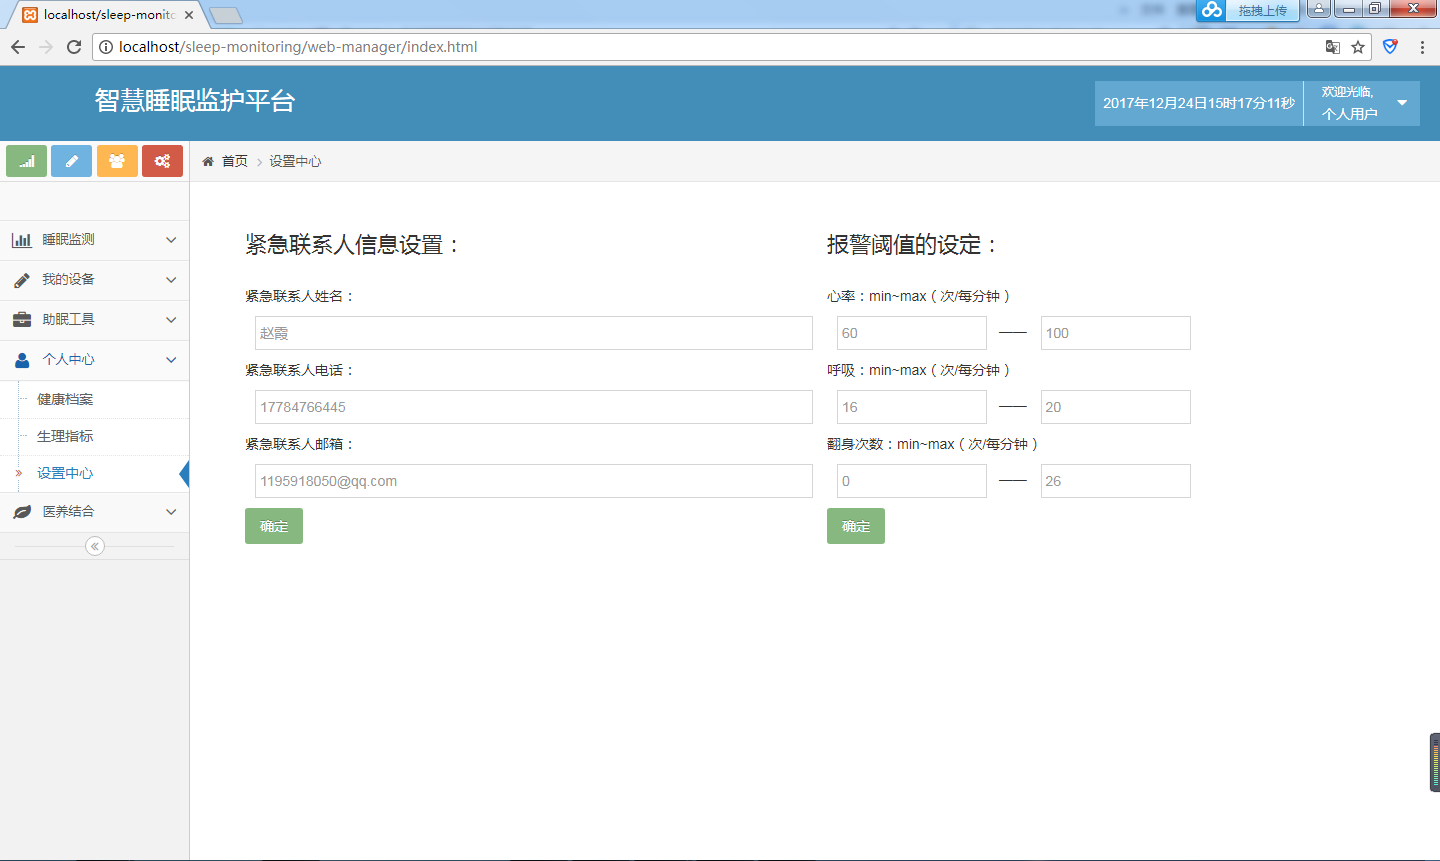 localhost/sleep-monito
拖拽上传
localhost/sleep-monitoring/web-manager/index.html
智慧睡眠监护平台
2017年12月24日15时17分11秒
欢迎光临,
个人用户
首页
设置中心
睡眠监测
我的设备
助眠工具
个人中心
健康档案
生理指标
设置中心
医养结合
紧急联系人信息设置：
紧急联系人姓名：
赵霞
紧急联系人电话：
17784766445
紧急联系人邮箱：
1195918050@qq.com
确定
报警阈值的设定：
心率：min~max（次/每分钟）
60 —— 100
呼吸：min~max（次/每分钟）
16 —— 20
翻身次数：min~max（次/每分钟）
0 —— 26
确定